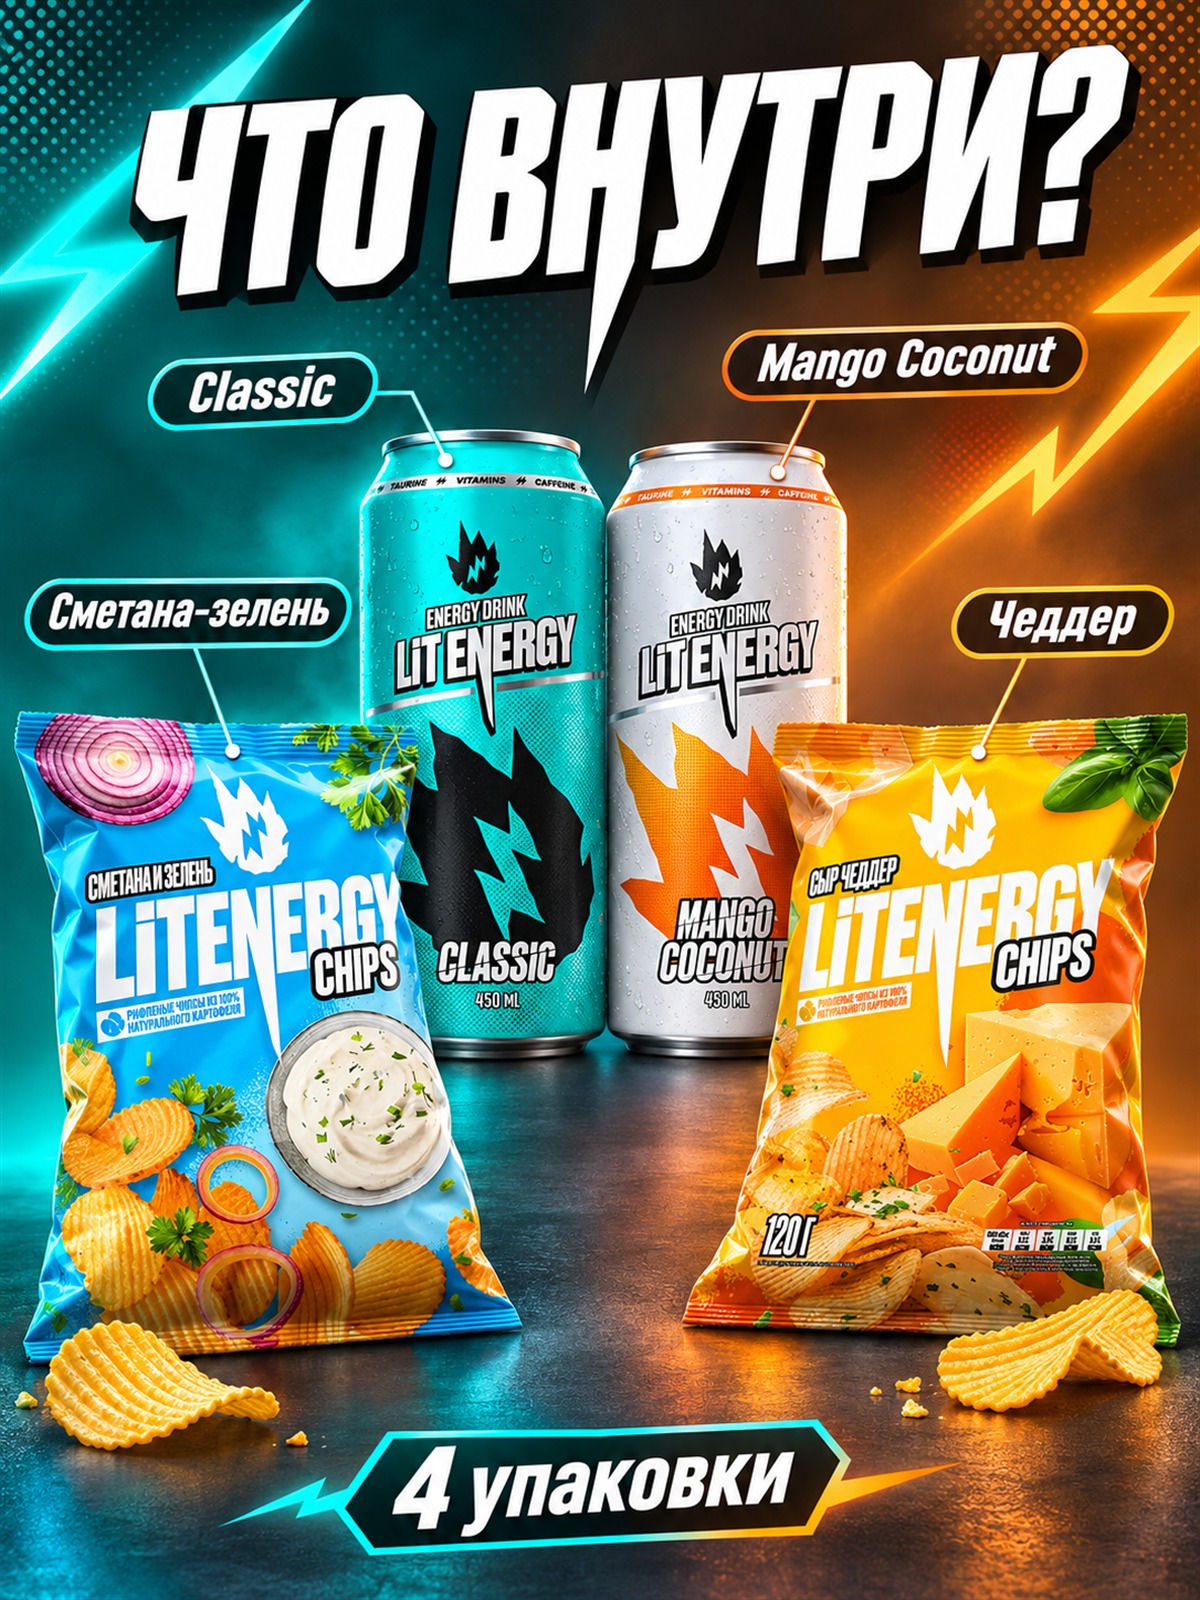 ЧТО ВНУТРИ?
Classic
Mango Coconut
TAURINE VITAMINS CAFFEINE
TAURINE VITAMINS CAFFEINE
ENERGY DRINK
LIT ENERGY
ENERGY DRINK
LIT ENERGY
Сметана-зелень
Чеддер
СМЕТАНА И ЗЕЛЕНЬ
LITENERGY
CHIPS
РИФЛЕНЫЕ ЧИПСЫ ИЗ 100%
НАТУРАЛЬНОГО КАРТОФЕЛЯ
CLASSIC
450 ML
MANGO
COCONUT
450 ML
СЫР ЧЕДДЕР
LITENERGY
CHIPS
РИФЛЕНЫЕ ЧИПСЫ ИЗ 100%
НАТУРАЛЬНОГО КАРТОФЕЛЯ
120Г
4 упаковки